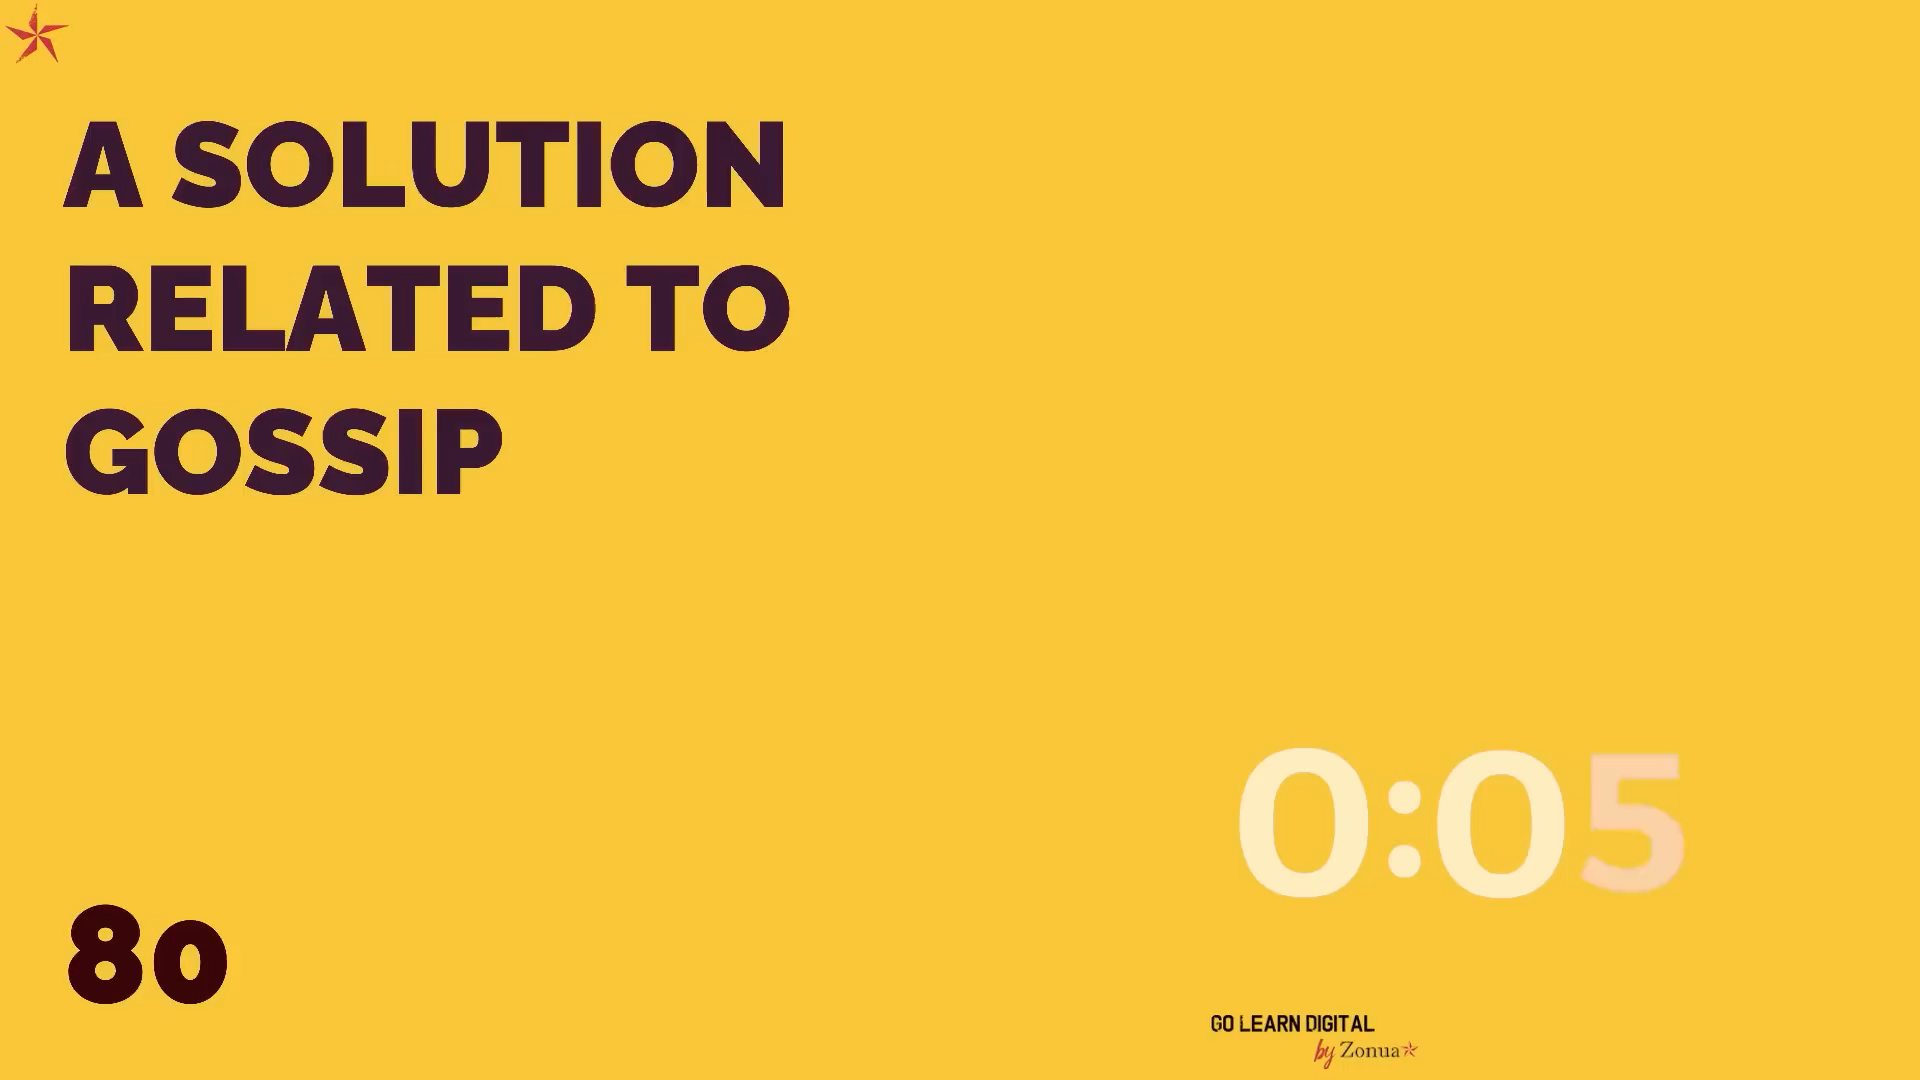 A SOLUTION
RELATED TO
GOSSIP
0:05
80
GO LEARN DIGITAL
by Zonua